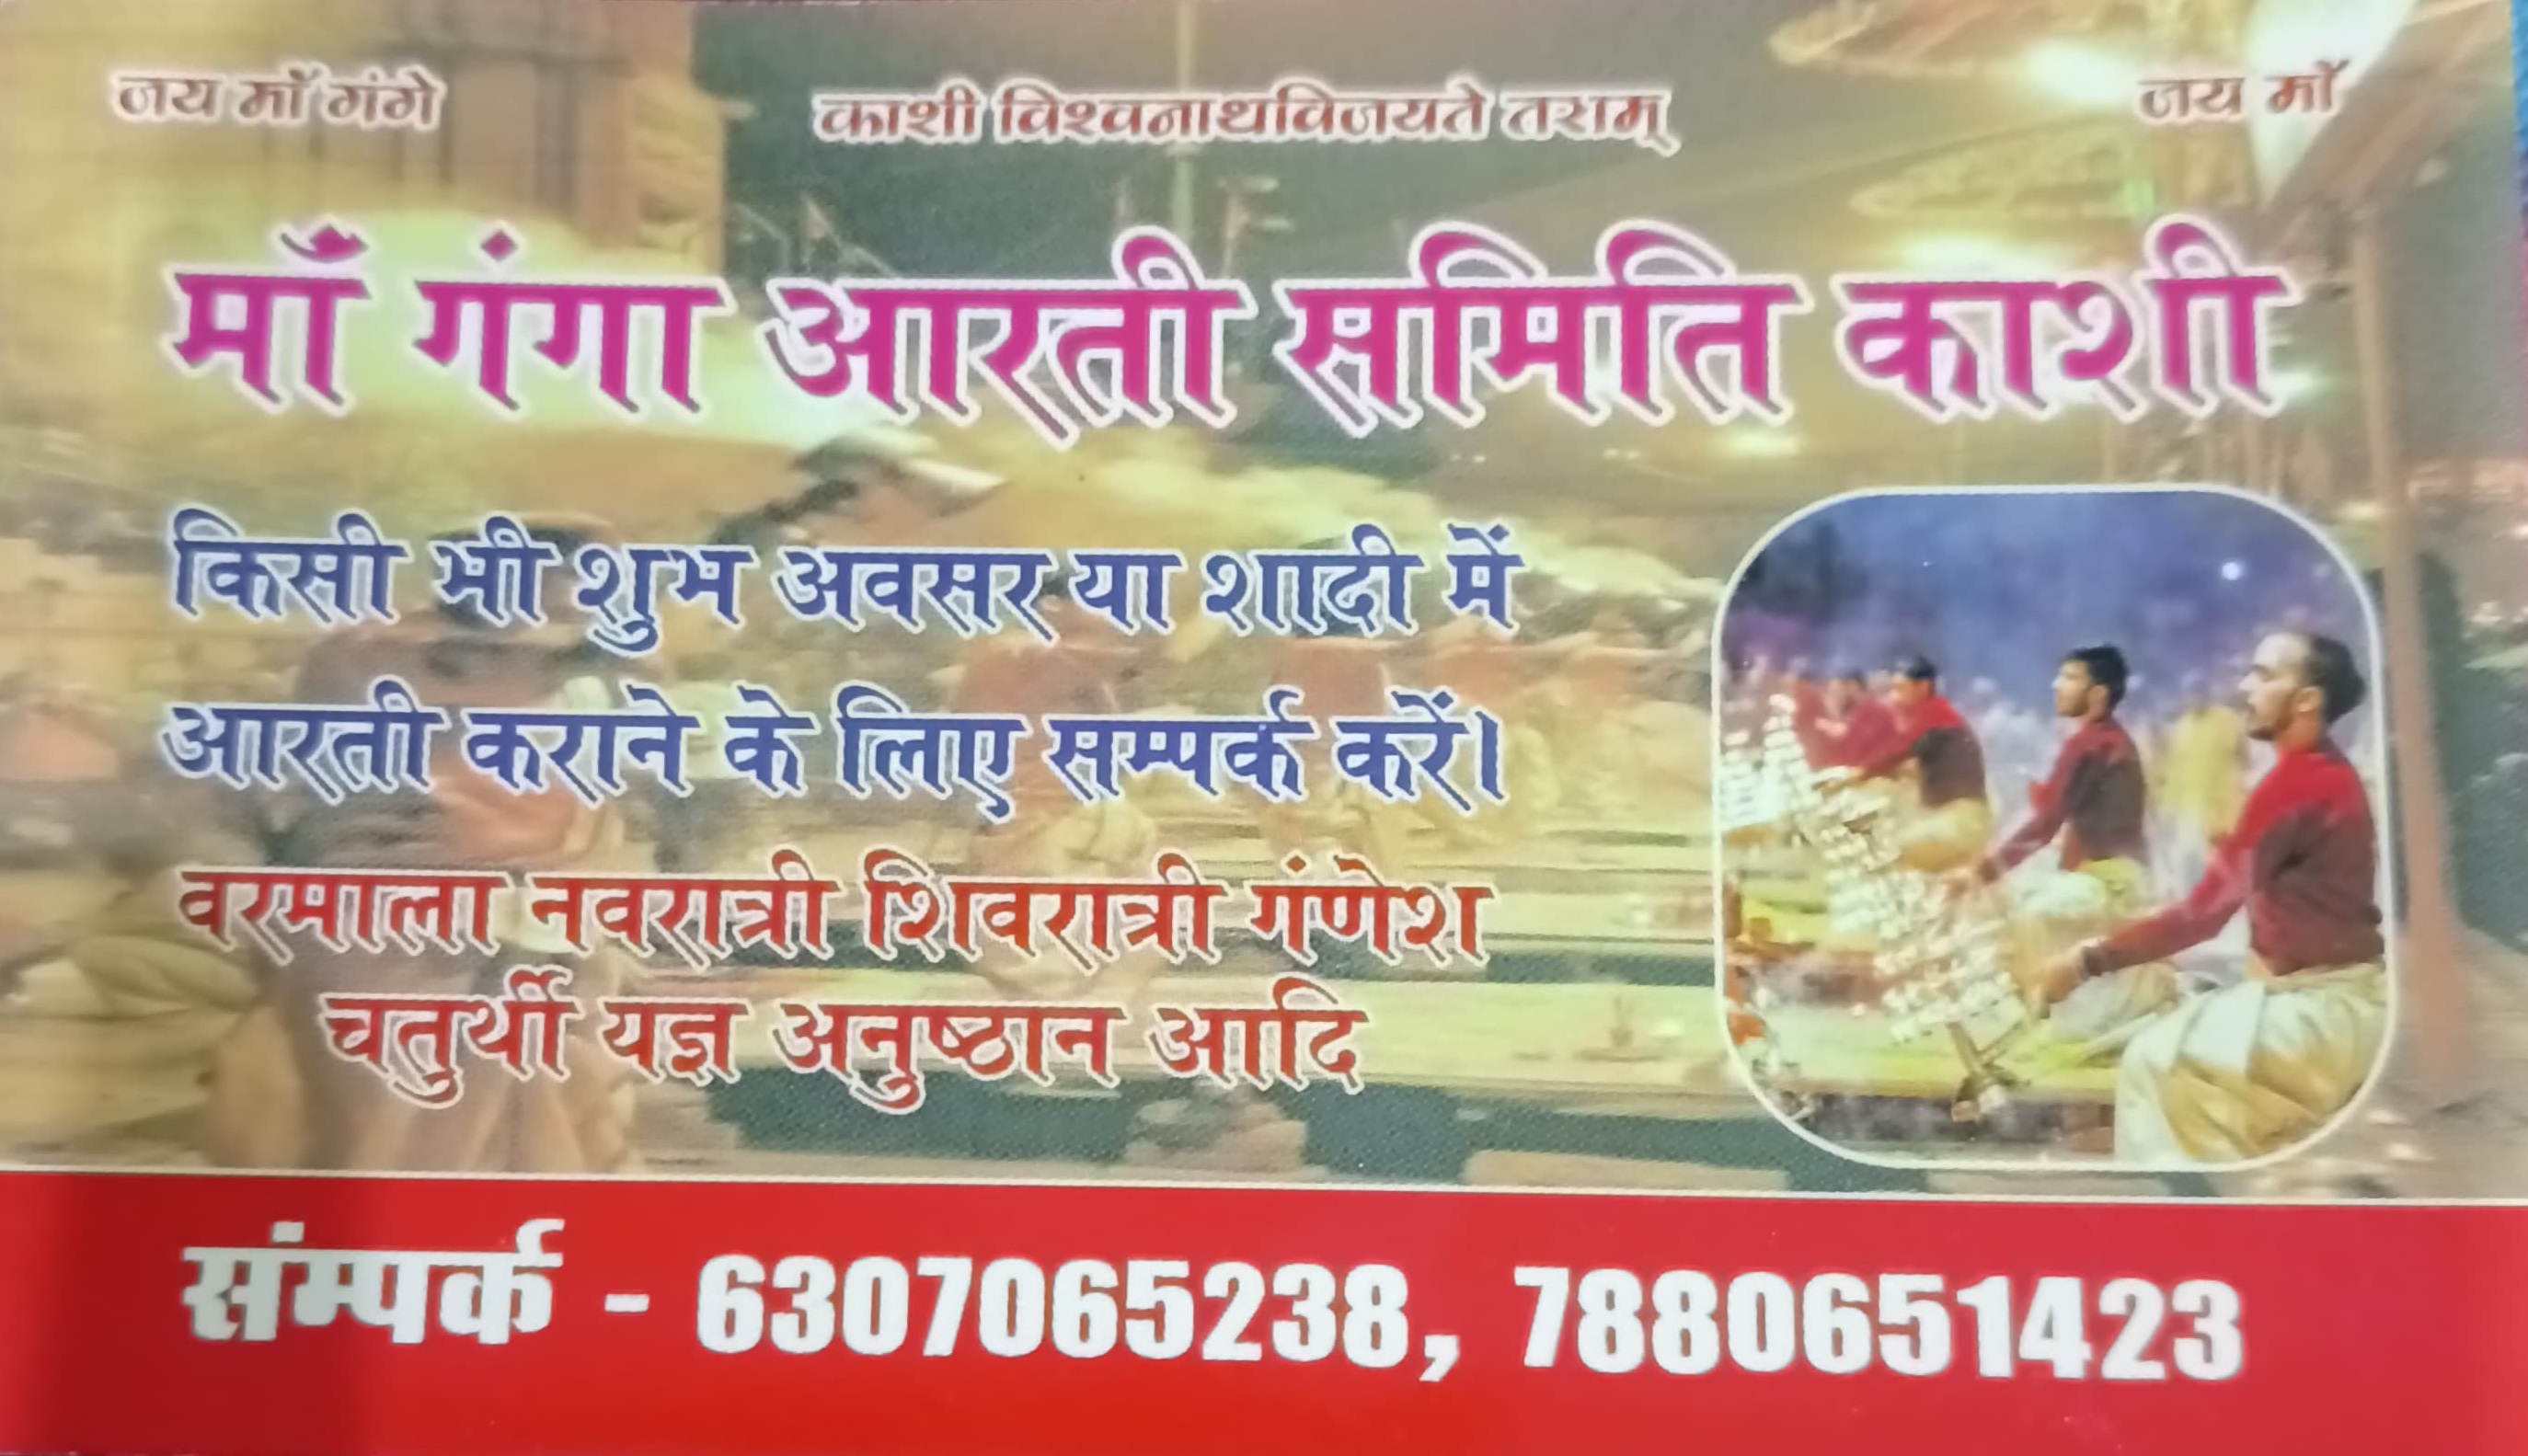 जय माँ गंगे काशी विश्वनाथविजयते तराम् जय माँ
माँ गंगा आरती समिति काशी
किसी भी शुभ अवसर या शादी में
आरती कराने के लिए सम्पर्क करें।
वरमाला नवरात्री शिवरात्री गंणेश
चतुर्थी यज्ञ अनुष्ठान आदि
संम्पर्क - 6307065238, 7880651423